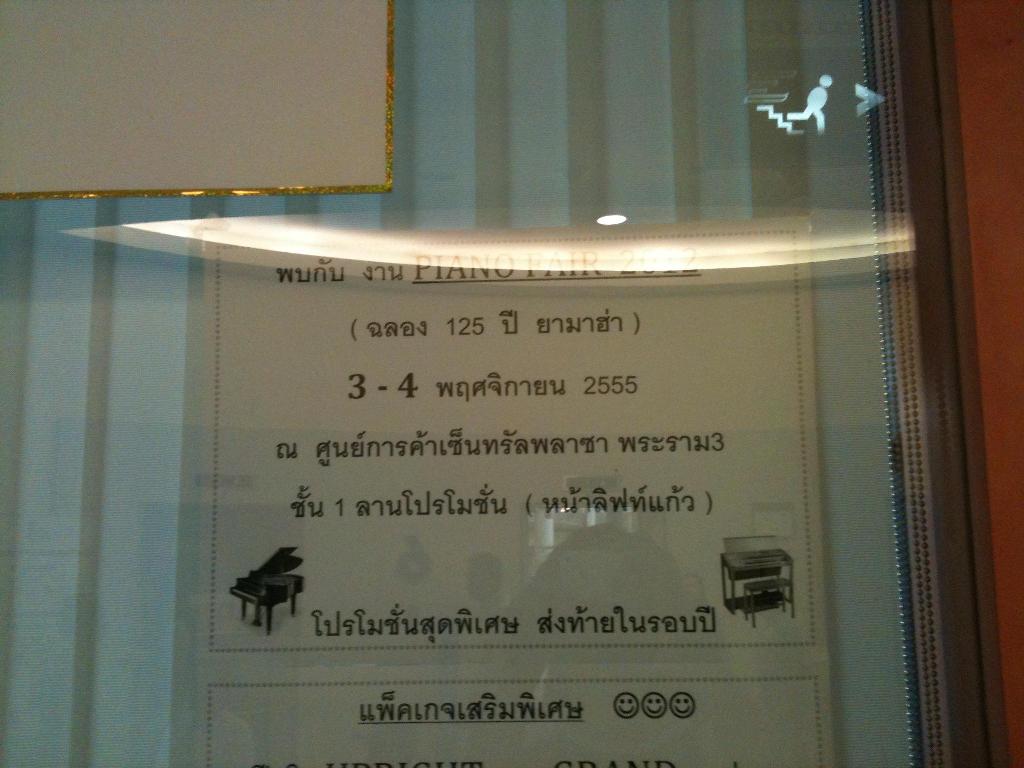 พบกับ งาน PIANO FAIR 2012
( ฉลอง 125 ปี ยามาฮ่า )
3 - 4 พฤศจิกายน 2555
ณ ศูนย์การค้าเซ็นทรัลพลาซา พระราม3
ชั้น 1 ลานโปรโมชั่น ( หน้าลิฟท์แก้ว )
โปรโมชั่นสุดพิเศษ ส่งท้ายในรอบปี
แพ็คเกจเสริมพิเศษ ☺☺☺
UPRIGHT GRAND